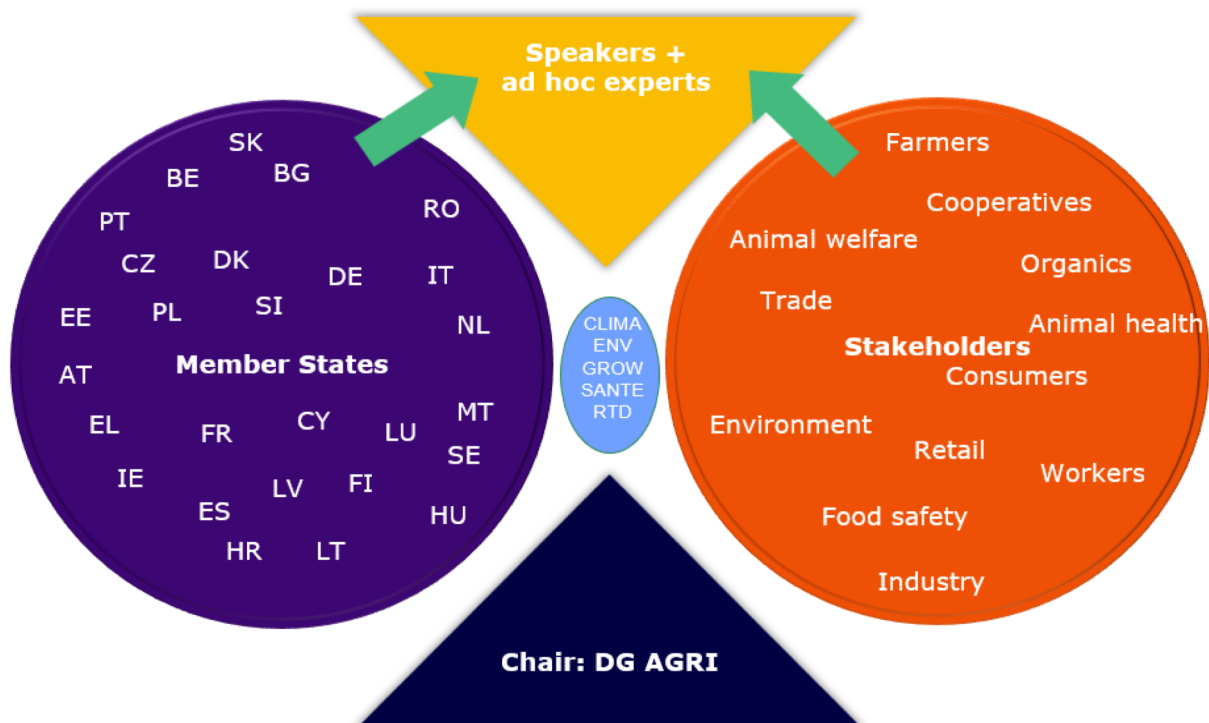 Speakers +
ad hoc experts
SK
BE
BG
PT
RO
CZ
DK
DE
IT
EE
PL
SI
NL
Member States
AT
EL
FR
CY
LU
MT
SE
IE
LV
FI
ES
HU
HR
LT
CLIMA
ENV
GROW
SANTE
RTD
Farmers
Cooperatives
Animal welfare
Organics
Trade
Animal health
Stakeholders
Consumers
Environment
Retail
Workers
Food safety
Industry
Chair: DG AGRI